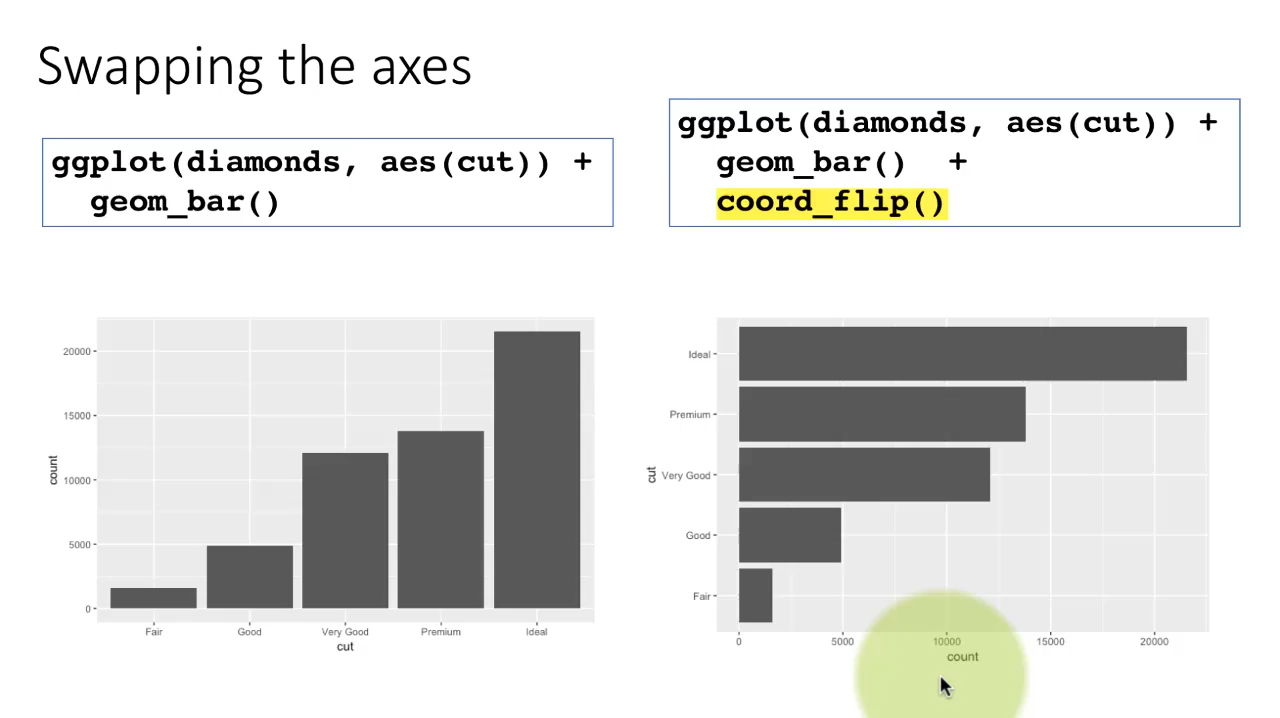 Swapping the axes
ggplot(diamonds, aes(cut)) +
geom_bar()
ggplot(diamonds, aes(cut)) +
geom_bar() +
coord_flip()
20000
15000
10000
5000
0
count
Fair Good Very Good Premium Ideal
cut
Ideal
Premium
Very Good
Good
Fair
cut
0 5000 10000 15000 20000
count